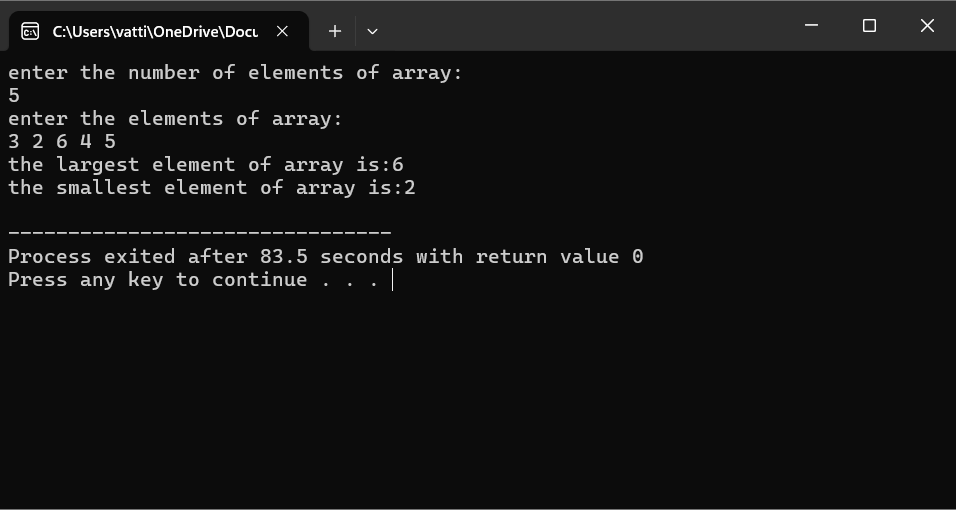 C:\Users\vatti\OneDrive\Docu
enter the number of elements of array:
5
enter the elements of array:
3 2 6 4 5
the largest element of array is:6
the smallest element of array is:2
--------------------------------
Process exited after 83.5 seconds with return value 0
Press any key to continue . . .